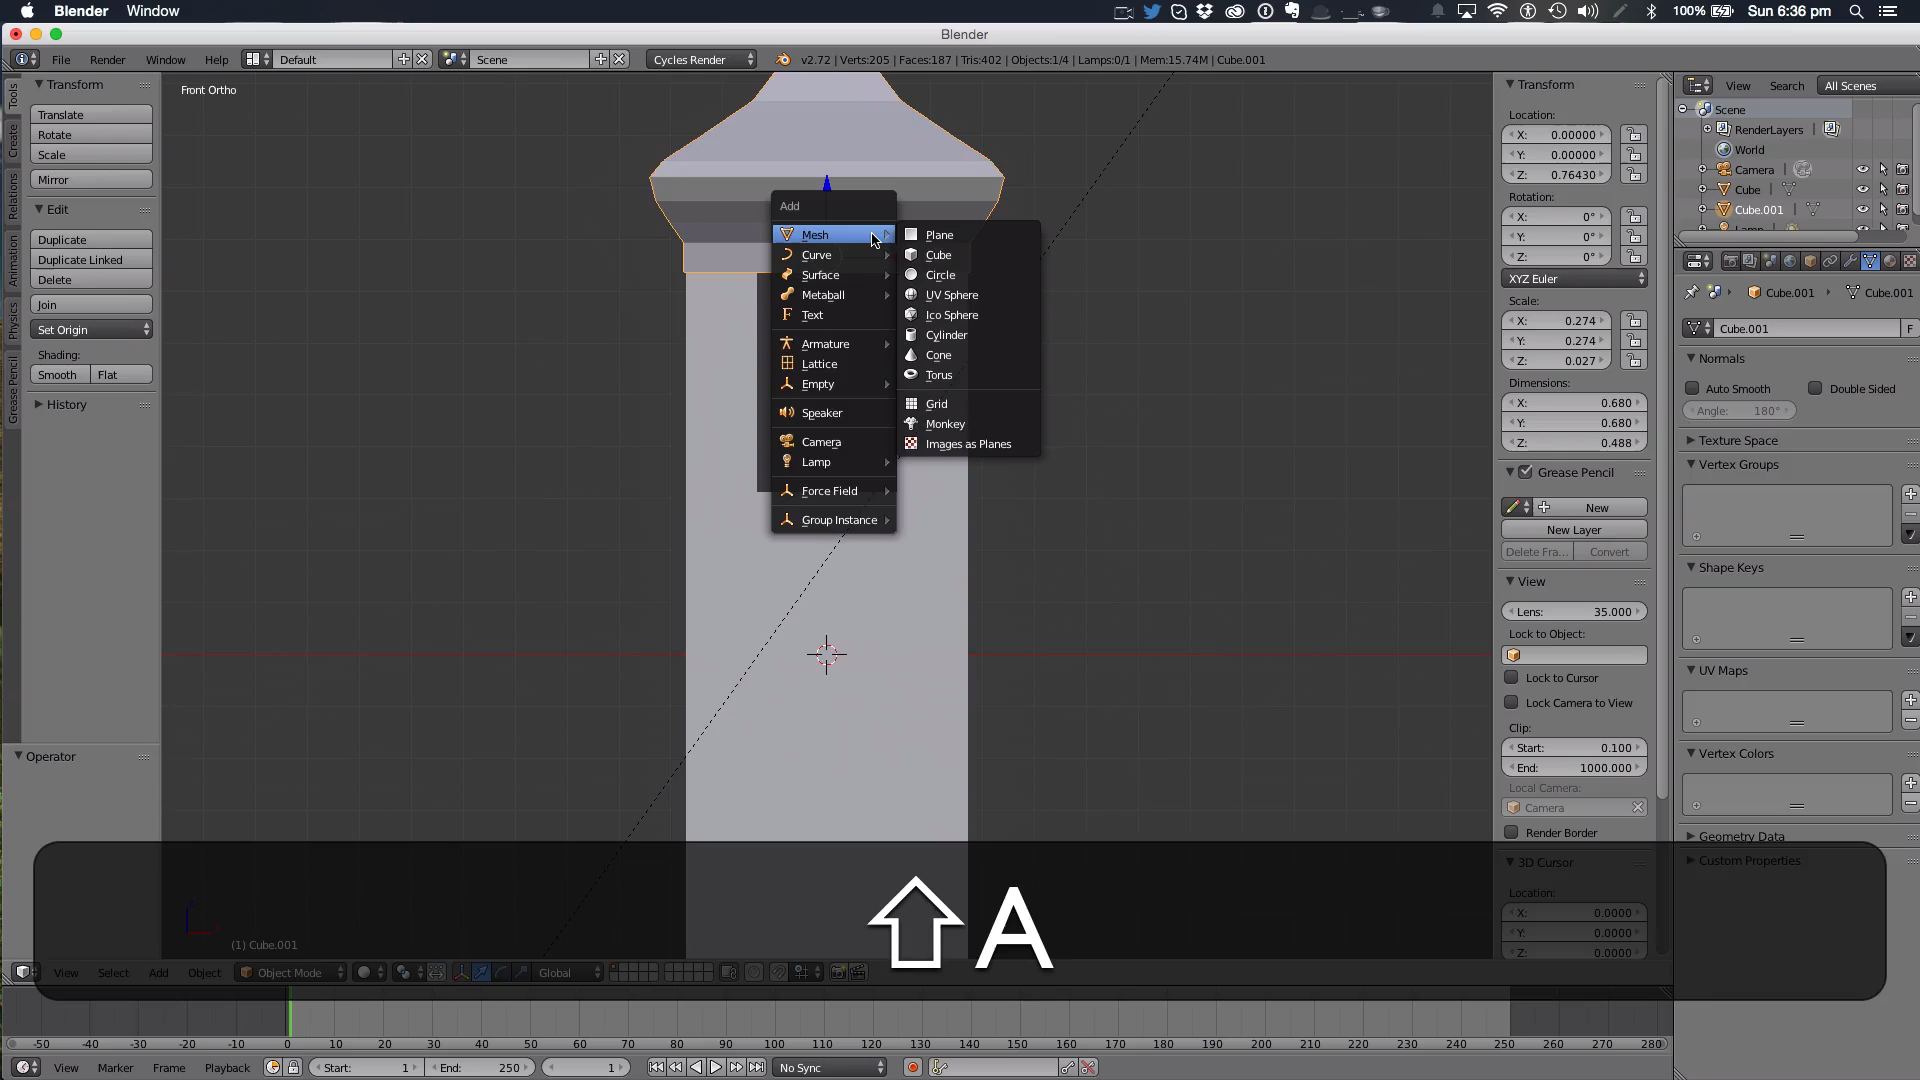 Blender Window 100% Sun 6:36 pm
Blender
File Render Window Help Default Scene Cycles Render v2.72 | Verts:205 | Faces:187 | Tris:402 | Objects:1/4 | Lamps:0/1 | Mem:15.74M | Cube.001
Tools
Create
Relations
Animation
Physics
Grease Pencil
Transform
Translate
Rotate
Scale
Mirror
Edit
Duplicate
Duplicate Linked
Delete
Join
Set Origin
Shading:
Smooth Flat
History
Operator
Front Ortho
Add
Mesh
Curve
Surface
Metaball
Text
Armature
Lattice
Empty
Speaker
Camera
Lamp
Force Field
Group Instance
Plane
Cube
Circle
UV Sphere
Ico Sphere
Cylinder
Cone
Torus
Grid
Monkey
Images as Planes
A
(1) Cube.001
View Select Add Object Object Mode Global
Transform
Location:
X: 0.00000
Y: 0.00000
Z: 0.76430
Rotation:
X: 0°
Y: 0°
Z: 0°
XYZ Euler
Scale:
X: 0.274
Y: 0.274
Z: 0.027
Dimensions:
X: 0.680
Y: 0.680
Z: 0.488
Grease Pencil
New
New Layer
Delete Fra... Convert
View
Lens: 35.000
Lock to Object:
Lock to Cursor
Lock Camera to View
Clip:
Start: 0.100
End: 1000.000
Local Camera:
Camera
Render Border
3D Cursor
Location:
X: 0.0000
Y: 0.0000
Z: 0.0000
View Search All Scenes
Scene
RenderLayers
World
Camera
Cube
Cube.001
Cube.001 Cube.001
Cube.001 F
Normals
Auto Smooth Double Sided
Angle: 180°
Texture Space
Vertex Groups
Shape Keys
UV Maps
Vertex Colors
Geometry Data
Custom Properties
-50 -40 -30 -20 -10 0 10 20 30 40 50 60 70 80 90 100 110 120 130 140 150 160 170 180 190 200 210 220 230 240 250 260 270 280
View Marker Frame Playback Start: 1 End: 250 1 No Sync